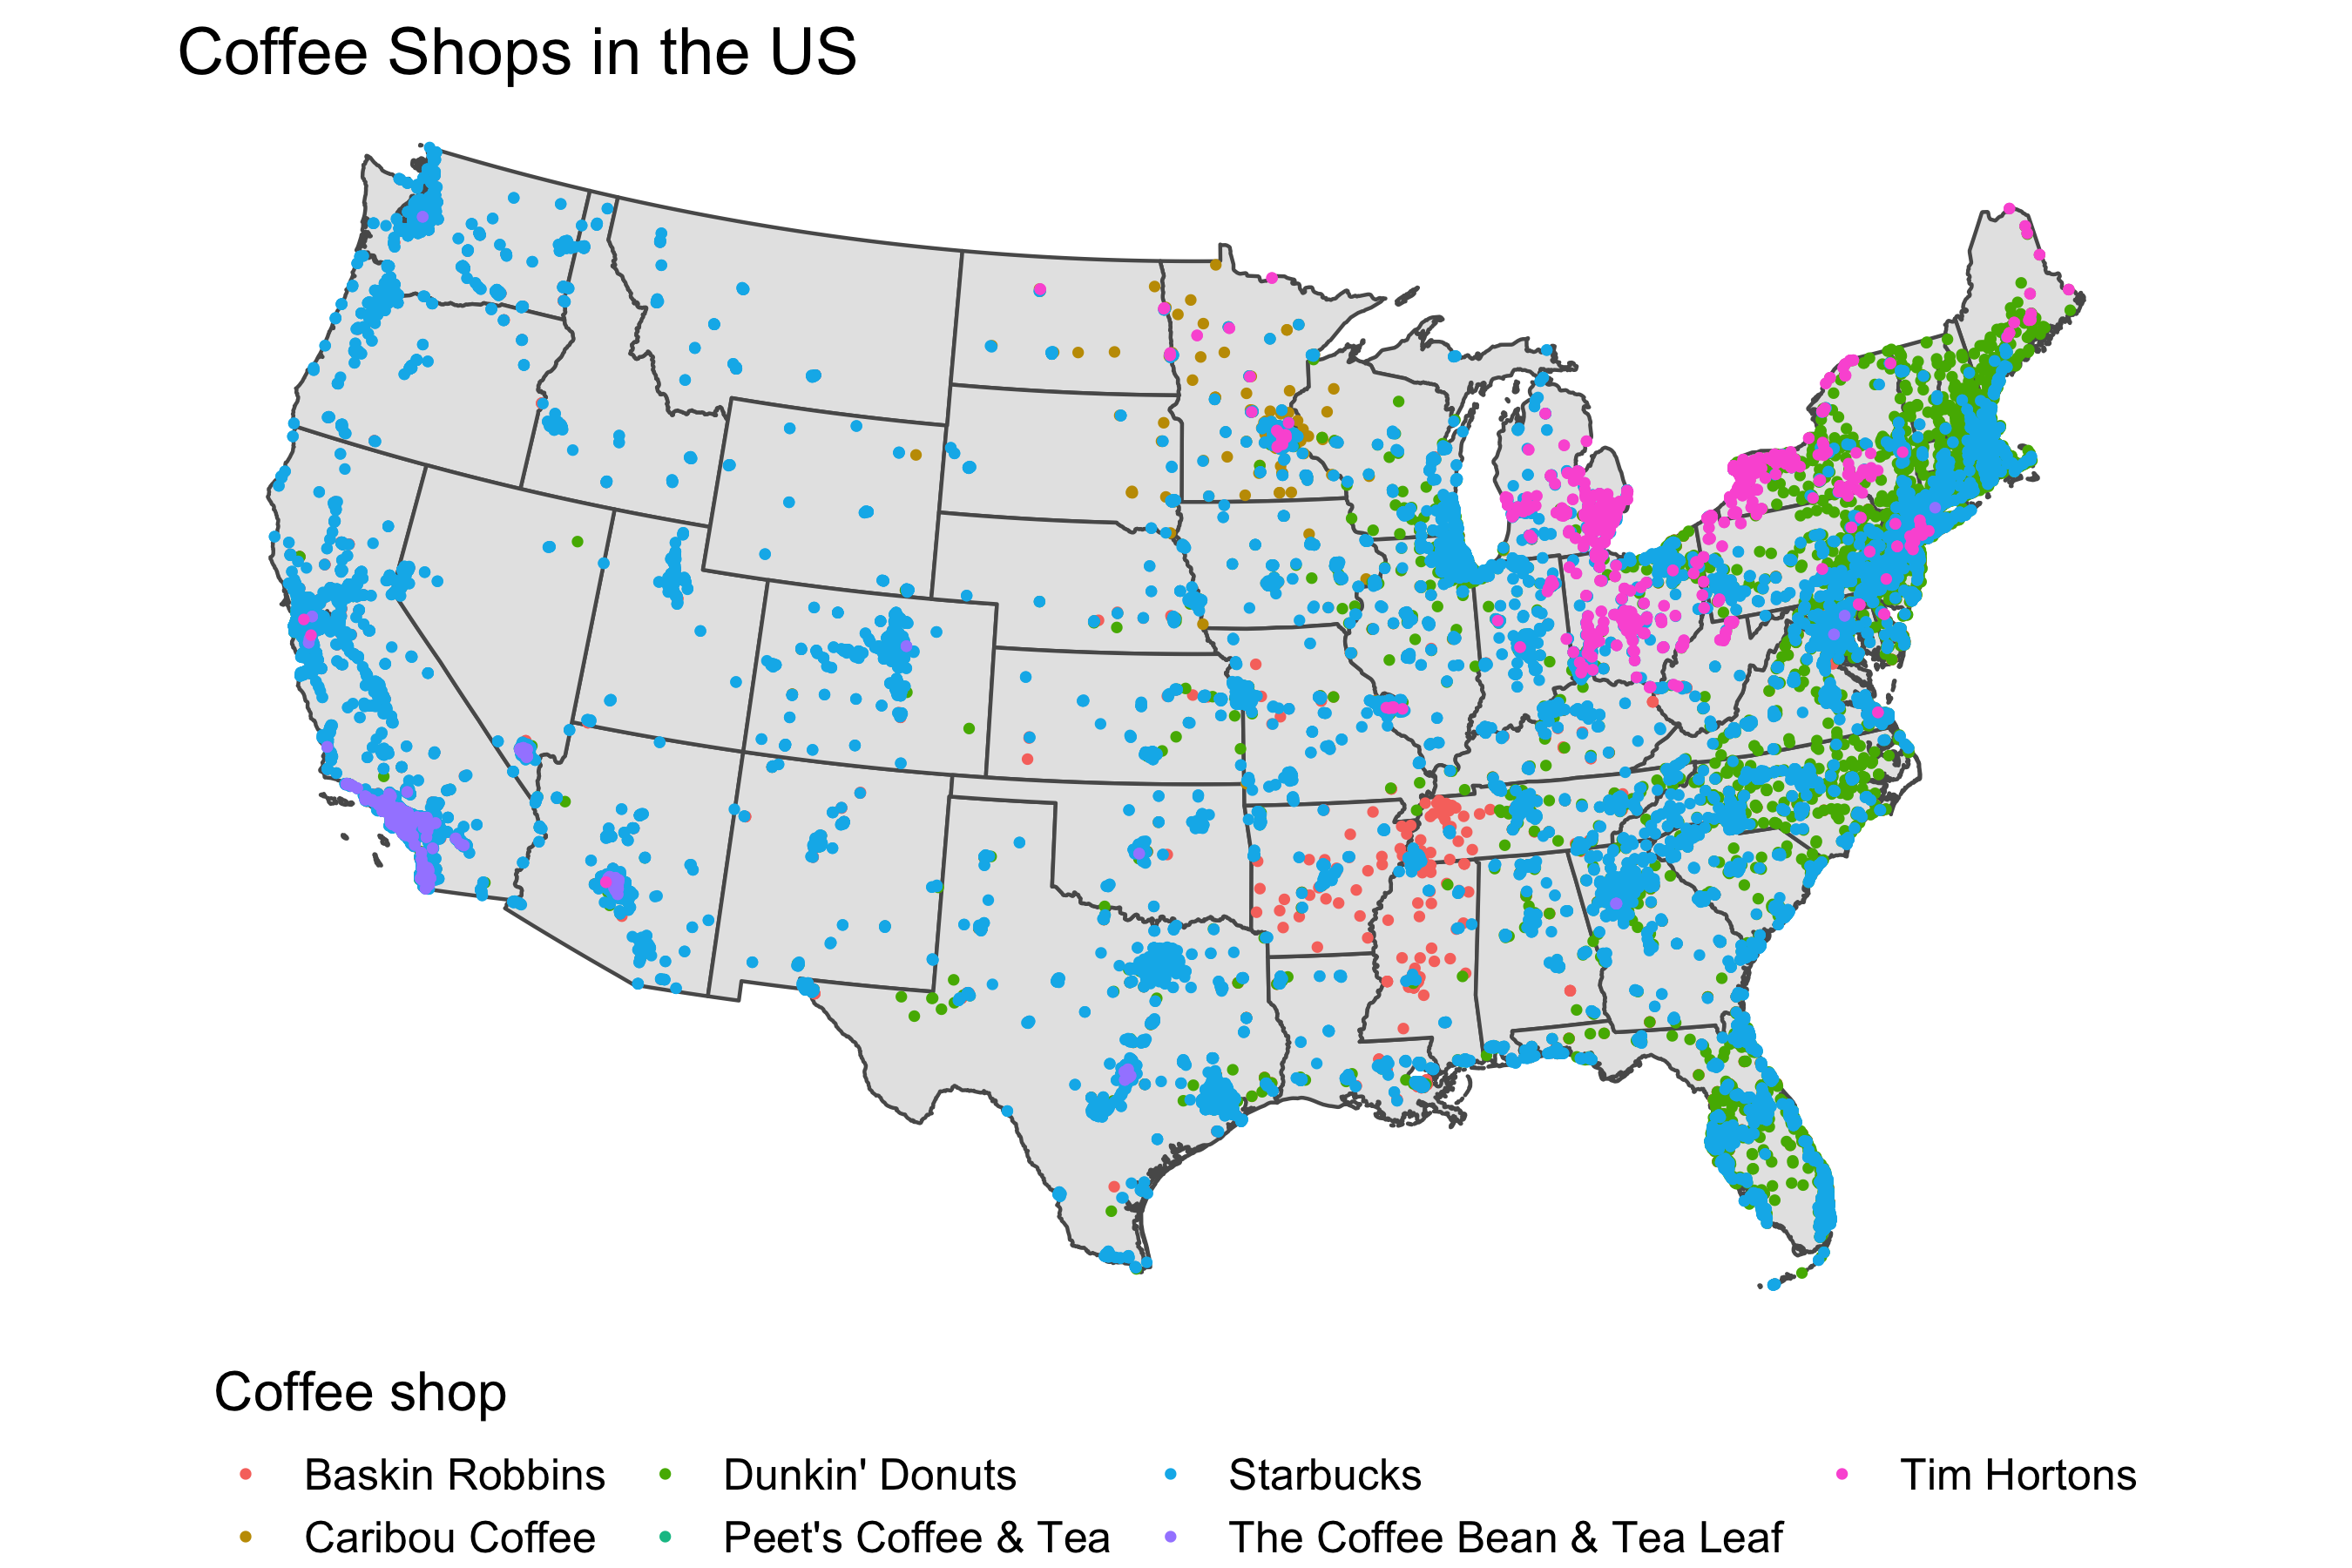 Coffee Shops in the US
Coffee shop
Baskin Robbins Dunkin' Donuts Starbucks Tim Hortons
Caribou Coffee Peet's Coffee & Tea The Coffee Bean & Tea Leaf